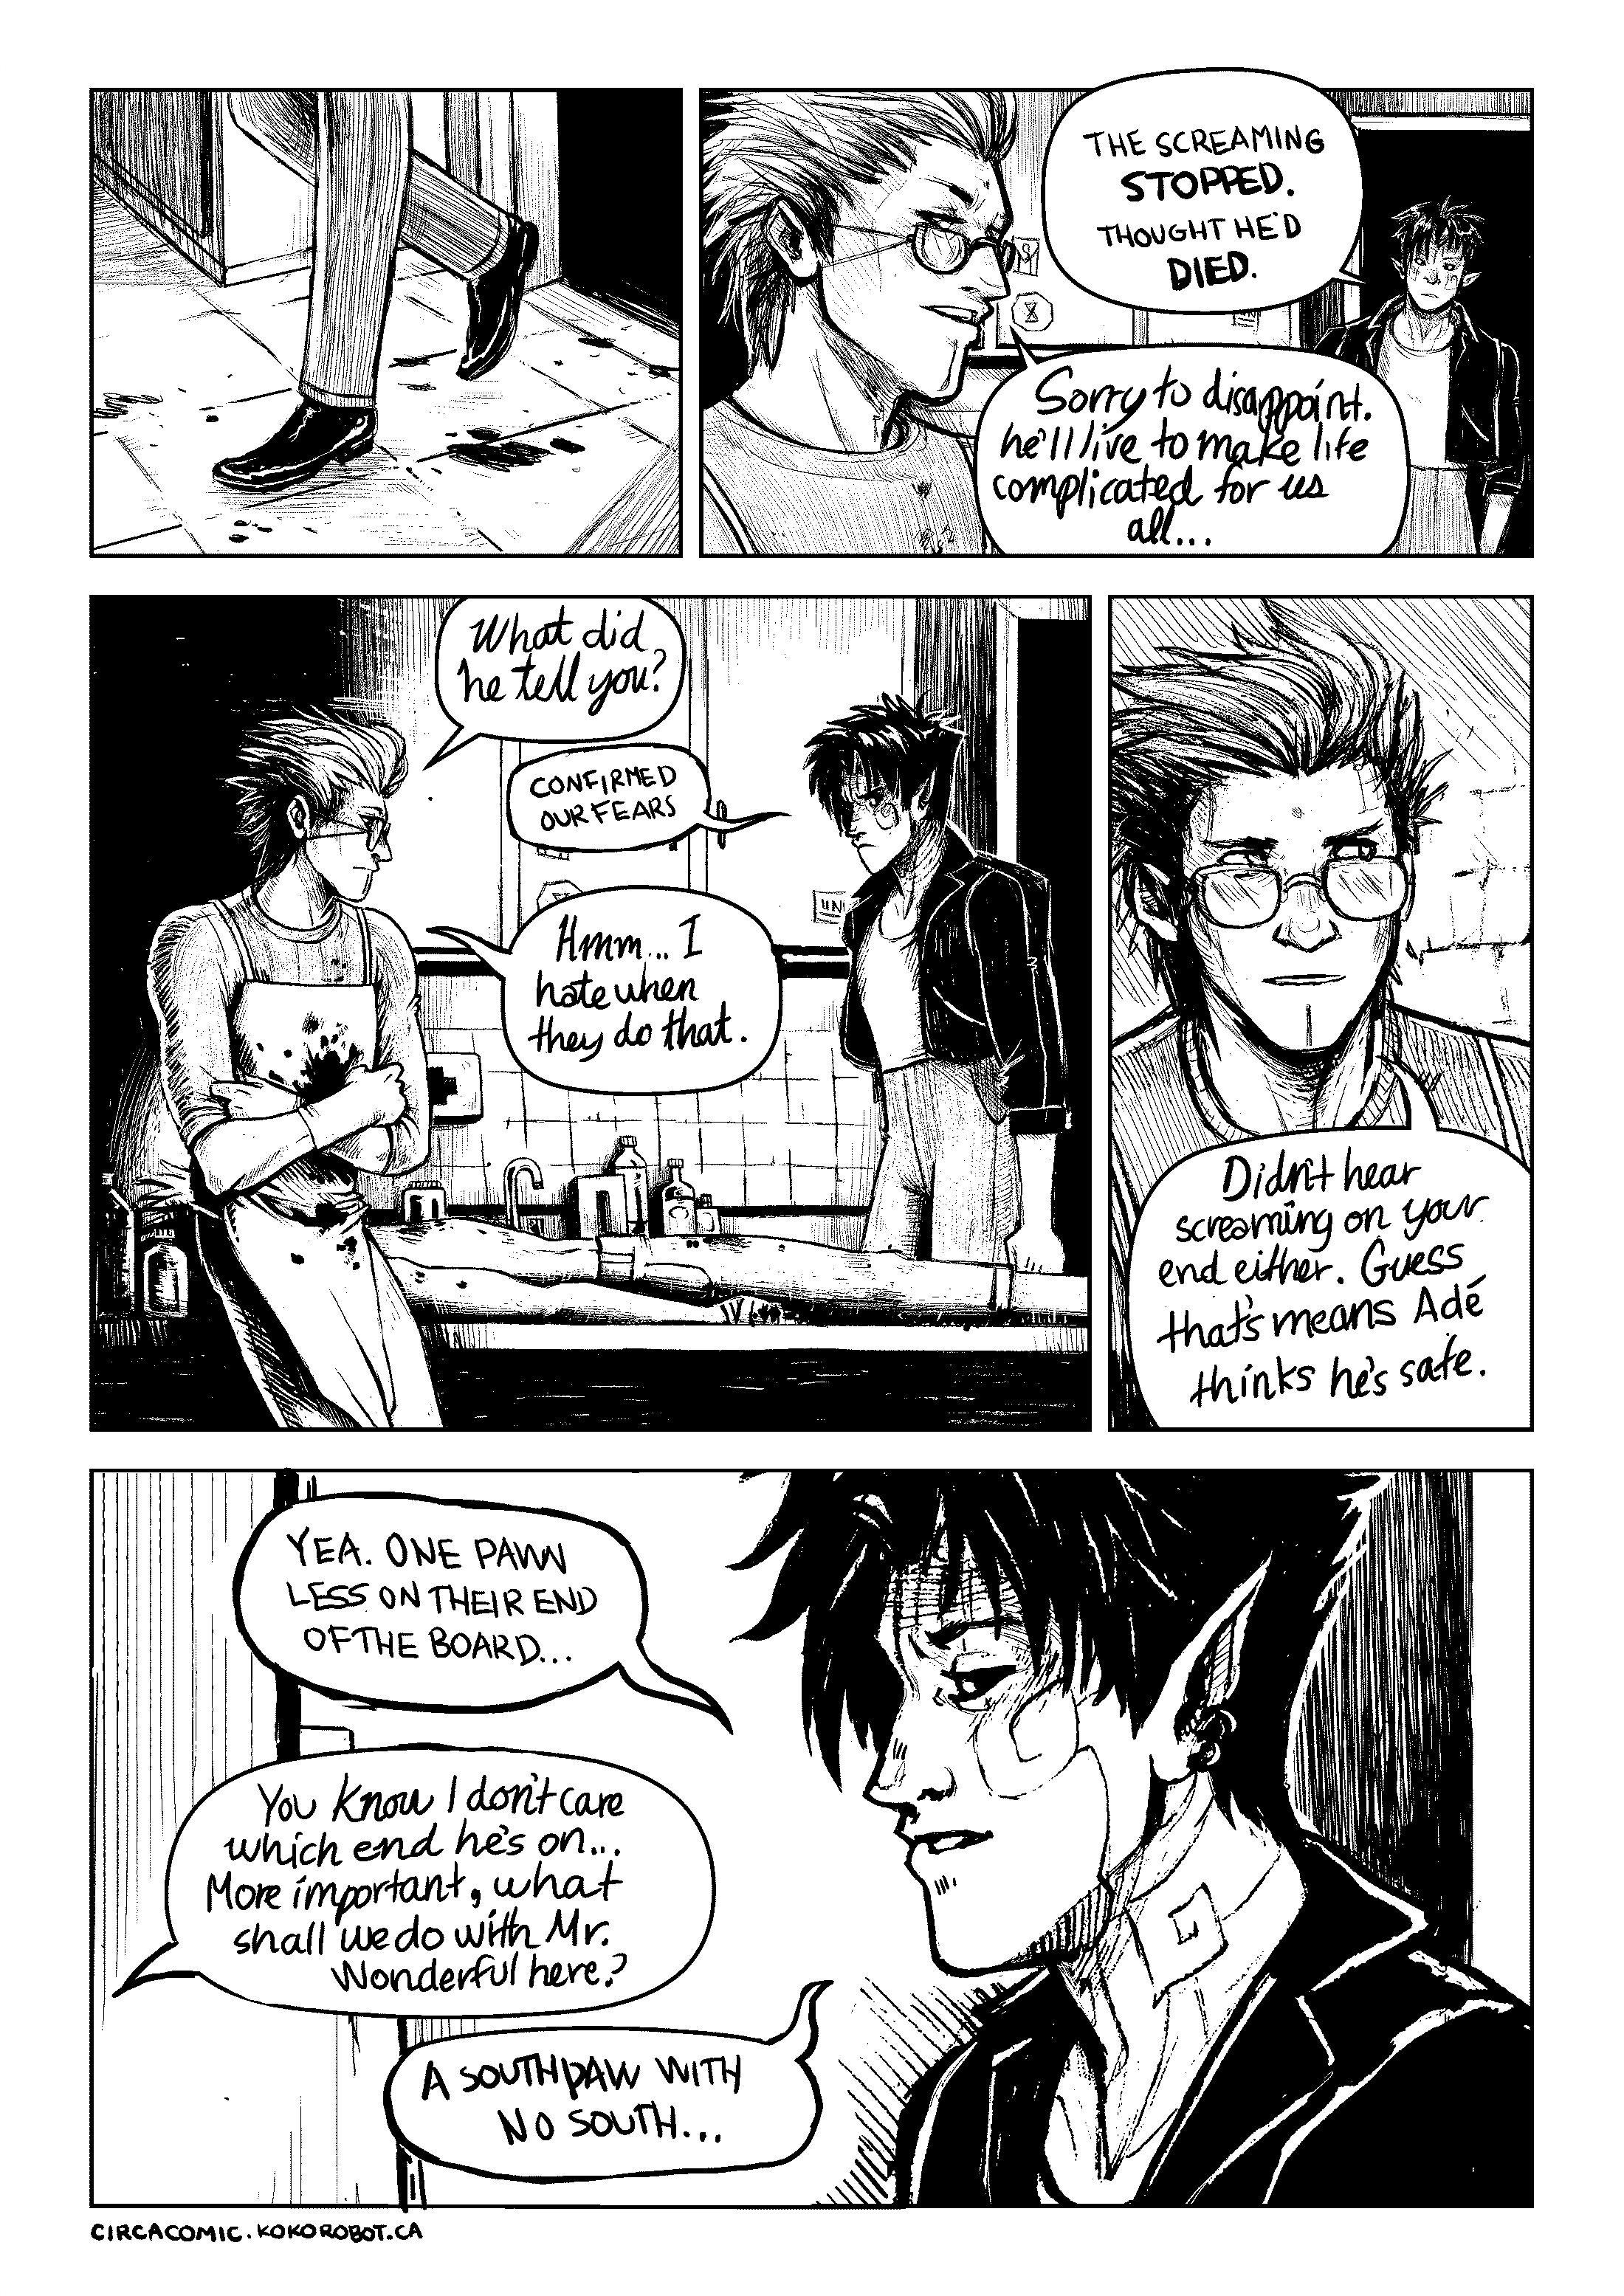 THE SCREAMING
STOPPED.
THOUGHT HE'D
DIED.
Sorry to disappoint.
he'll live to make life
complicated for us
all...
What did
he tell you?
CONFIRMED
OUR FEARS
Hmm... I
hate when
they do that.
UN
Didn't hear
screaming on your
end either. Guess
that's means Adé
thinks he's safe.
YEA. ONE PAWN
LESS ON THEIR END
OF THE BOARD...
You know I don't care
which end he's on...
More important, what
shall we do with Mr.
Wonderful here?
A SOUTHPAW WITH
NO SOUTH...
CIRCACOMIC.KOKOROBOT.CA